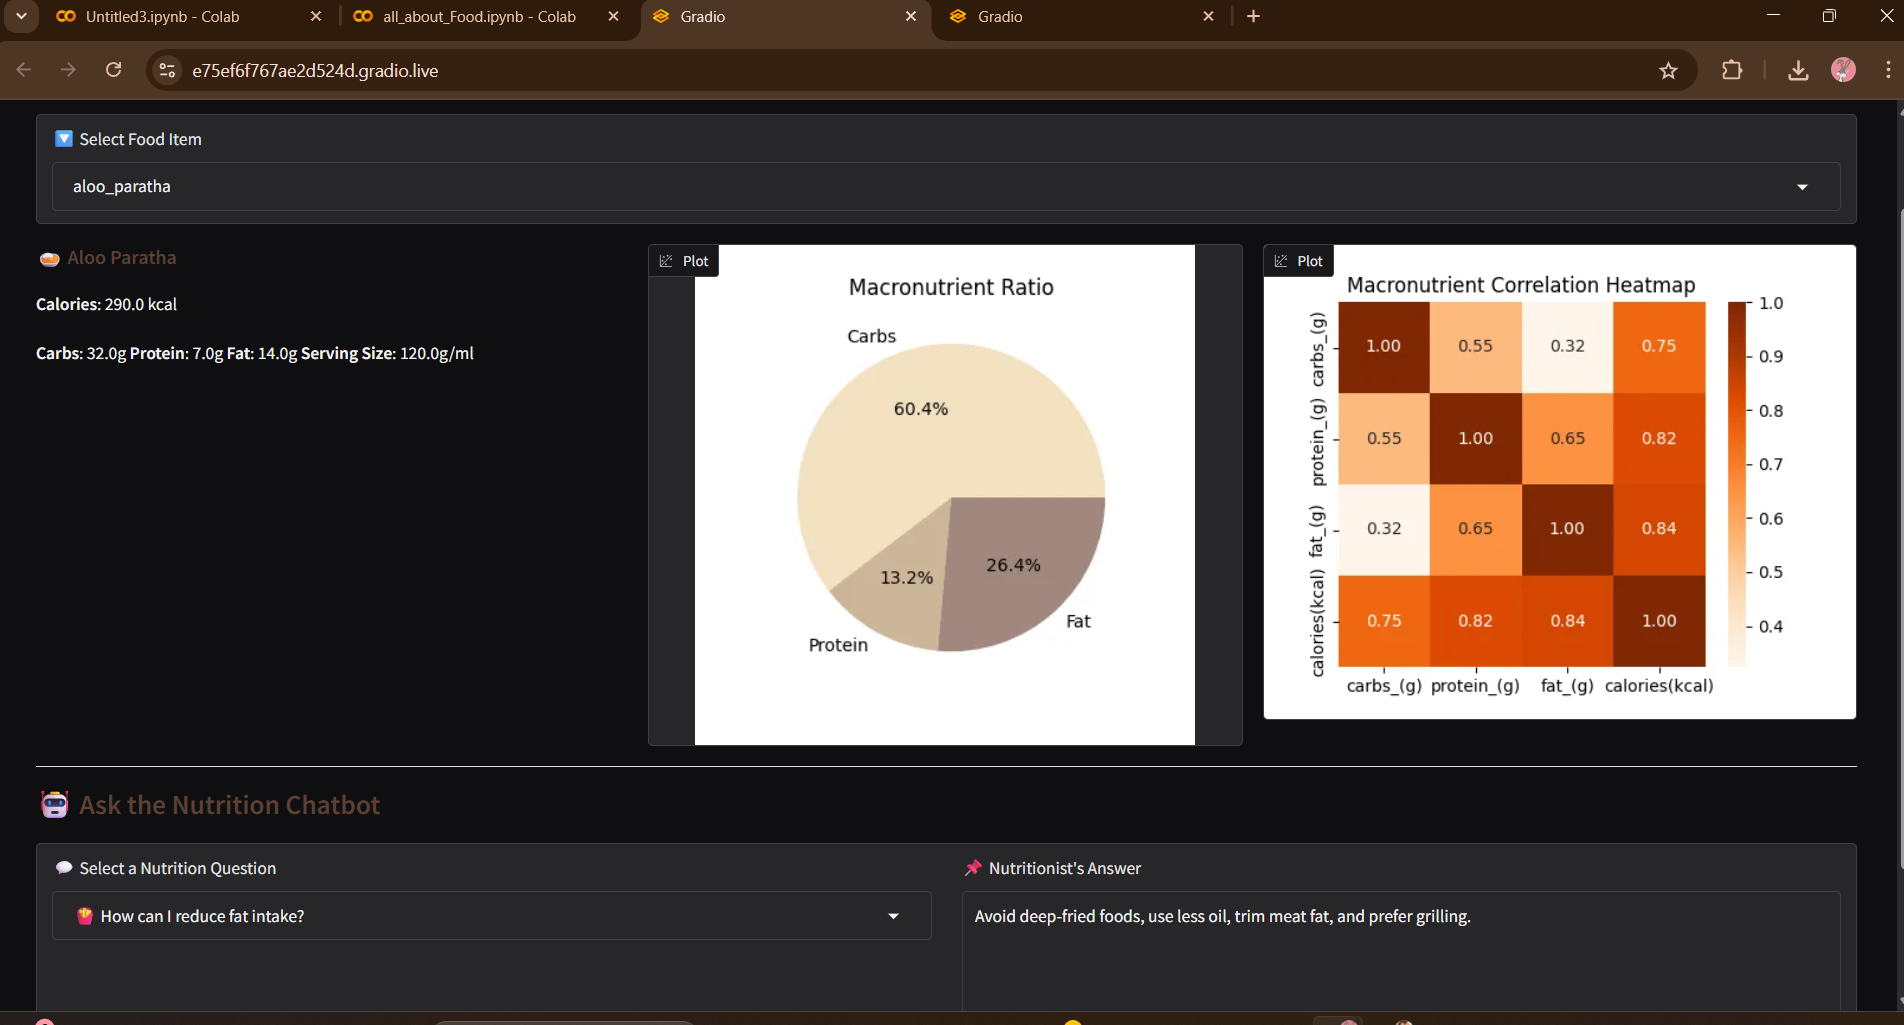 Untitled3.ipynb - Colab
all_about_Food.ipynb - Colab
Gradio
Gradio
e75ef6f767ae2d524d.gradio.live
Select Food Item
aloo_paratha
Aloo Paratha
Calories: 290.0 kcal
Carbs: 32.0g Protein: 7.0g Fat: 14.0g Serving Size: 120.0g/ml
Plot
Macronutrient Ratio
Carbs
60.4%
13.2%
26.4%
Fat
Protein
Plot
Macronutrient Correlation Heatmap
carbs_(g)
1.00 0.55 0.32 0.75
protein_(g)
0.55 1.00 0.65 0.82
fat_(g)
0.32 0.65 1.00 0.84
calories(kcal)
0.75 0.82 0.84 1.00
carbs_(g) protein_(g) fat_(g) calories(kcal)
1.0
0.9
0.8
0.7
0.6
0.5
0.4
Ask the Nutrition Chatbot
Select a Nutrition Question
How can I reduce fat intake?
Nutritionist's Answer
Avoid deep-fried foods, use less oil, trim meat fat, and prefer grilling.